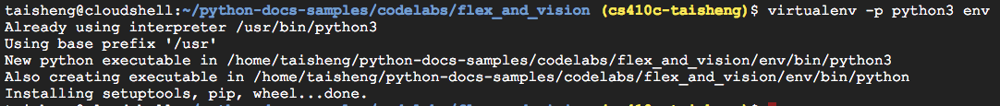 taisheng@cloudshell:~/python-docs-samples/codelabs/flex_and_vision (cs410c-taisheng)$ virtualenv -p python3 env
Already using interpreter /usr/bin/python3
Using base prefix '/usr'
New python executable in /home/taisheng/python-docs-samples/codelabs/flex_and_vision/env/bin/python3
Also creating executable in /home/taisheng/python-docs-samples/codelabs/flex_and_vision/env/bin/python
Installing setuptools, pip, wheel...done.